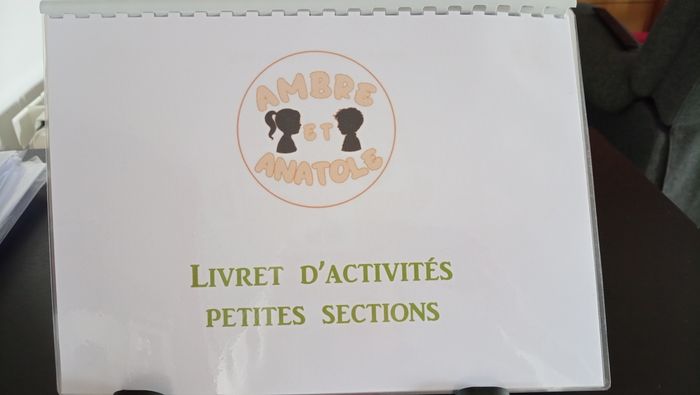 AMBRE
ET
ANATOLE
LIVRET D'ACTIVITÉS
PETITES SECTIONS